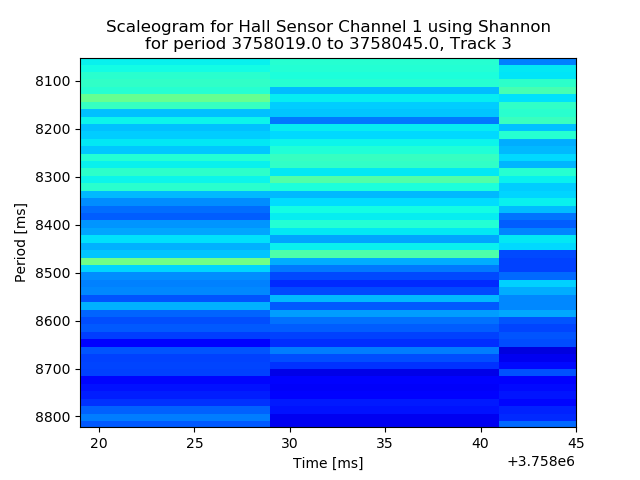 Scaleogram for Hall Sensor Channel 1 using Shannon
for period 3758019.0 to 3758045.0, Track 3
8100
8200
8300
8400
8500
8600
8700
8800
Period [ms]
20 25 30 35 40 45
Time [ms]
+3.758e6